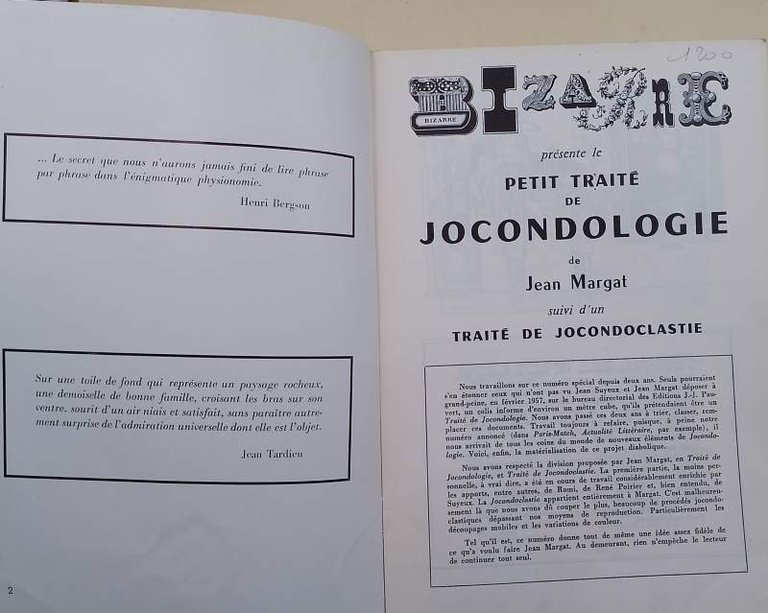 ... Le secret que nous n'aurons jamais fini de lire phrase
par phrase dans l'énigmatique physionomie.
Henri Bergson
Sur une toile de fond qui représente un paysage rocheux,
une demoiselle de bonne famille, croisant les bras sur son
ventre, sourit d'un air niais et satisfait, sans paraître autre-
ment surprise de l'admiration universelle dont elle est l'objet.
Jean Tardieu
2
1200
BIZARRE
BIZARRE
présente le
PETIT TRAITÉ
DE
JOCONDOLOGIE
de
Jean Margat
suivi d'un
TRAITÉ DE JOCONDOCLASTIE
Nous travaillons sur ce numéro spécial depuis deux ans. Seuls pourraient
s'en étonner ceux qui n'ont pas vu Jean Suyeux et Jean Margat déposer à
grand-peine, en février 1957, sur le bureau directorial des Editions J.-J. Pau-
vert, un colis informe d'environ un mètre cube, qu'ils prétendaient être un
Traité de Jocondologie. Nous avons passé ces deux ans à trier, classer, rem-
placer ces documents. Travail toujours à refaire, puisque, à peine notre
numéro annoncé (dans Paris-Match, Actualité Littéraire, par exemple), il
nous arrivait de tous les coins du monde de nouveaux éléments de Jocondo-
logie. Voici, enfin, la matérialisation de ce projet diabolique.
Nous avons respecté la division proposée par Jean Margat, en Traité de
Jocondologie, et Traité de Jocondoclastie. La première partie, la moins per-
sonnelle, à vrai dire, a été en cours de travail considérablement enrichie par
les apports, entre autres, de Romi, de René Poirier et, bien entendu, de
Suyeux. La Jocondoclastie appartient entièrement à Margat. C'est malheureu-
sement là que nous avons dû couper le plus, beaucoup de procédés jocondo-
clastiques dépassant nos moyens de reproduction. Particulièrement les
découpages mobiles et les variations de couleur.
Tel qu'il est, ce numéro donne tout de même une idée assez fidèle de
ce qu'a voulu faire Jean Margat. Au demeurant, rien n'empêche le lecteur
de continuer tout seul.